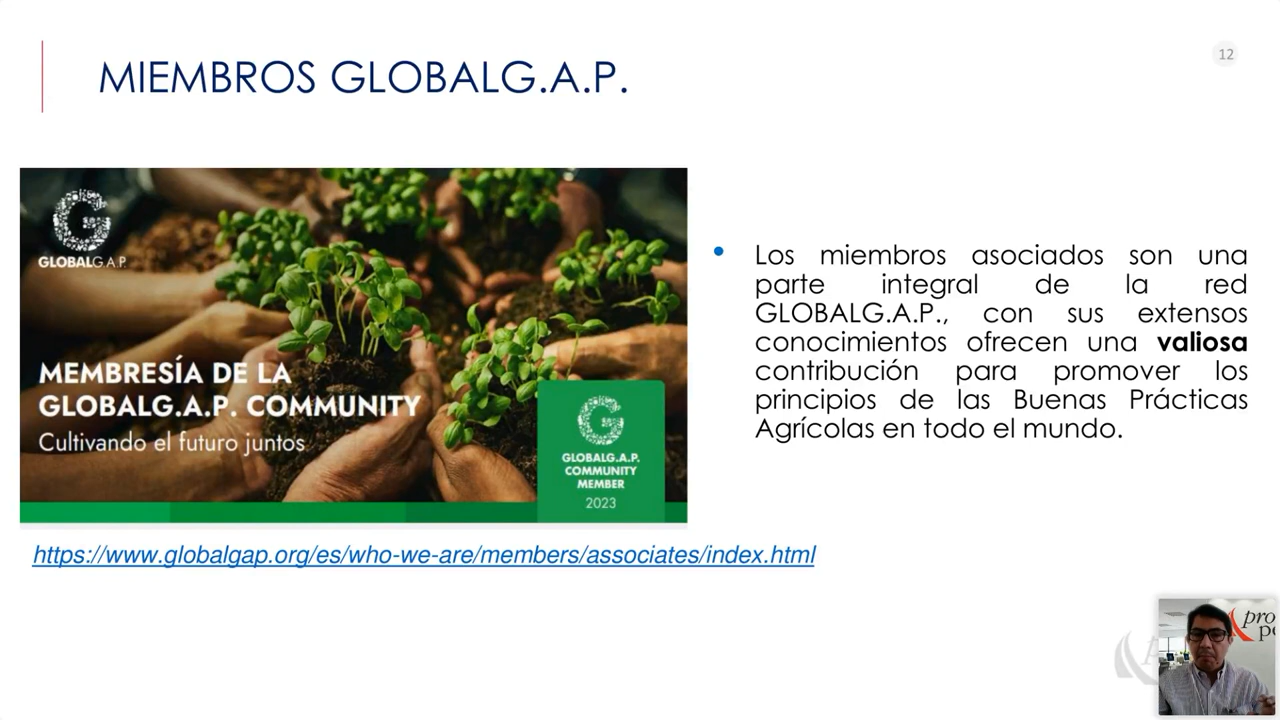 MIEMBROS GLOBALG.A.P.
12
GLOBALG.A.P.
MEMBRESÍA DE LA
GLOBALG.A.P. COMMUNITY
Cultivando el futuro juntos
GLOBALG.A.P.
COMMUNITY
MEMBER
2023
• Los miembros asociados son una
parte integral de la red
GLOBALG.A.P., con sus extensos
conocimientos ofrecen una valiosa
contribución para promover los
principios de las Buenas Prácticas
Agrícolas en todo el mundo.
https://www.globalgap.org/es/who-we-are/members/associates/index.html